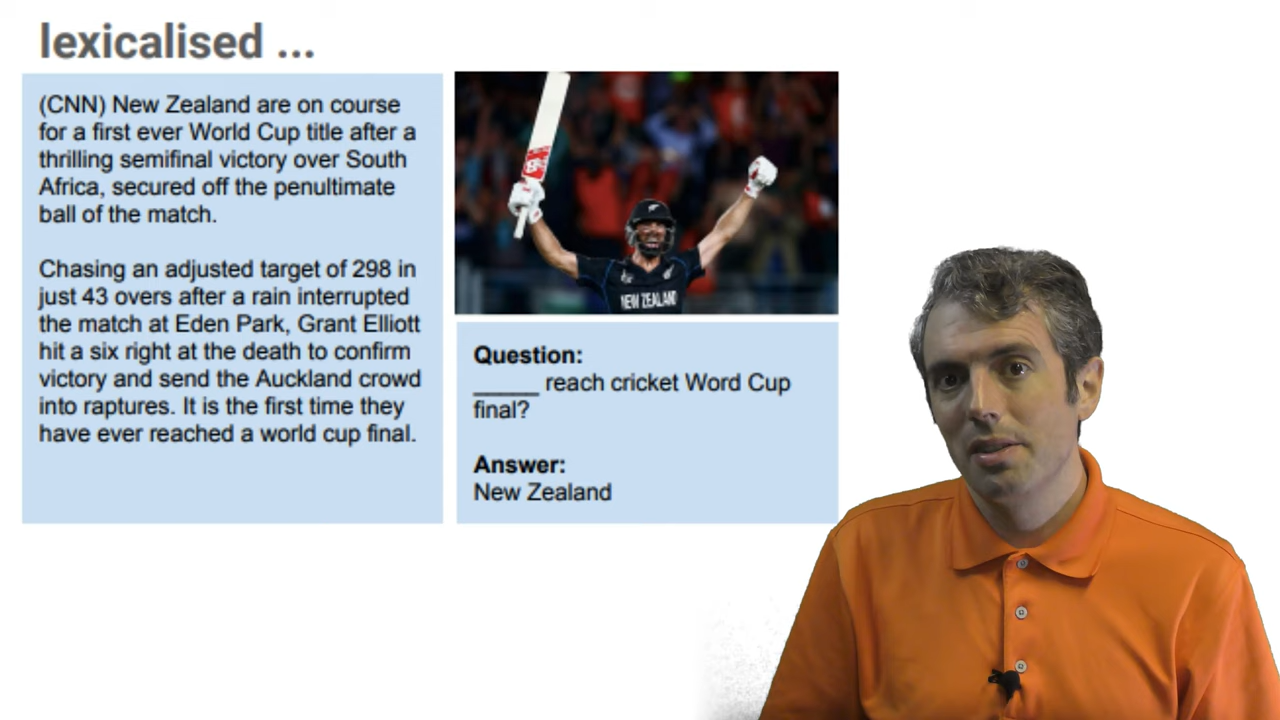 lexicalised ...
(CNN) New Zealand are on course
for a first ever World Cup title after a
thrilling semifinal victory over South
Africa, secured off the penultimate
ball of the match.
Chasing an adjusted target of 298 in
just 43 overs after a rain interrupted
the match at Eden Park, Grant Elliott
hit a six right at the death to confirm
victory and send the Auckland crowd
into raptures. It is the first time they
have ever reached a world cup final.
NEW ZEALAND
Question:
_____ reach cricket Word Cup
final?
Answer:
New Zealand